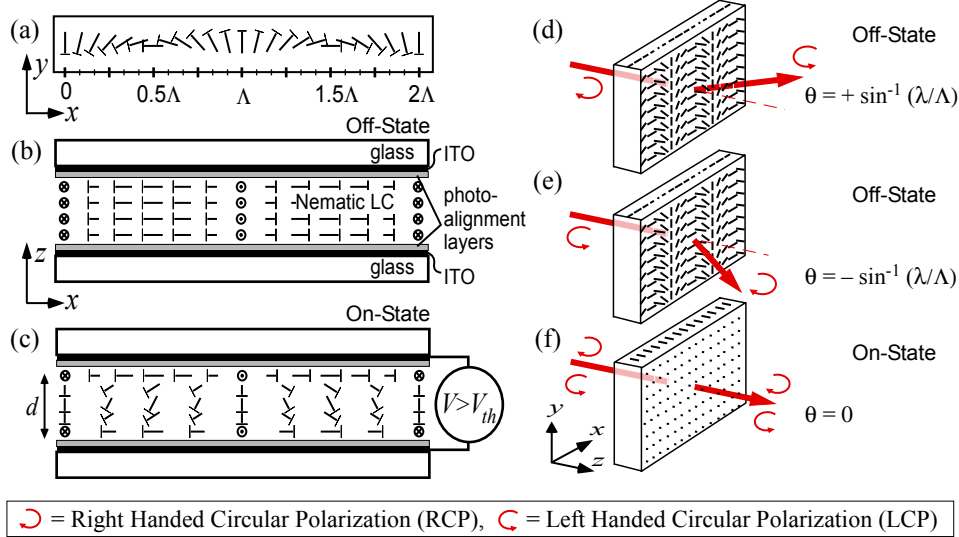 (a)
y
x
0
0.5Λ
Λ
1.5Λ
2Λ
Off-State
(b)
glass
ITO
Nematic LC
photo-
alignment
layers
z
x
glass
ITO
On-State
(c)
d
V>Vth
(d)
Off-State
θ = + sin⁻¹ (λ/Λ)
(e)
Off-State
θ = – sin⁻¹ (λ/Λ)
(f)
On-State
θ = 0
y
x
z
= Right Handed Circular Polarization (RCP), = Left Handed Circular Polarization (LCP)